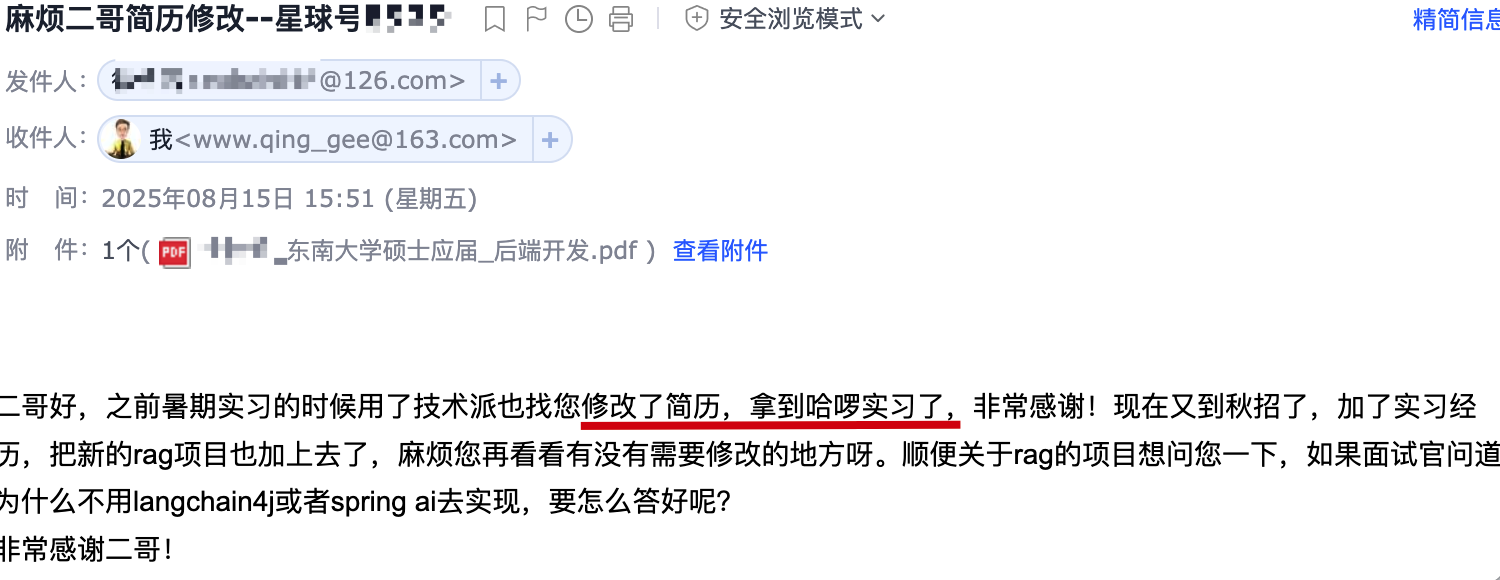 麻烦二哥简历修改--星球号
安全浏览模式
精简信息
发件人：
@126.com>
+
收件人：
我<www.qing_gee@163.com>
+
时 间：
2025年08月15日 15:51 (星期五)
附 件：
1个(
PDF
_东南大学硕士应届_后端开发.pdf )
查看附件
二哥好，之前暑期实习的时候用了技术派也找您修改了简历，拿到哈啰实习了，非常感谢！现在又到秋招了，加了实习经
历，把新的rag项目也加上去了，麻烦您再看看有没有需要修改的地方呀。顺便关于rag的项目想问您一下，如果面试官问道
为什么不用langchain4j或者spring ai去实现，要怎么答好呢?
非常感谢二哥！